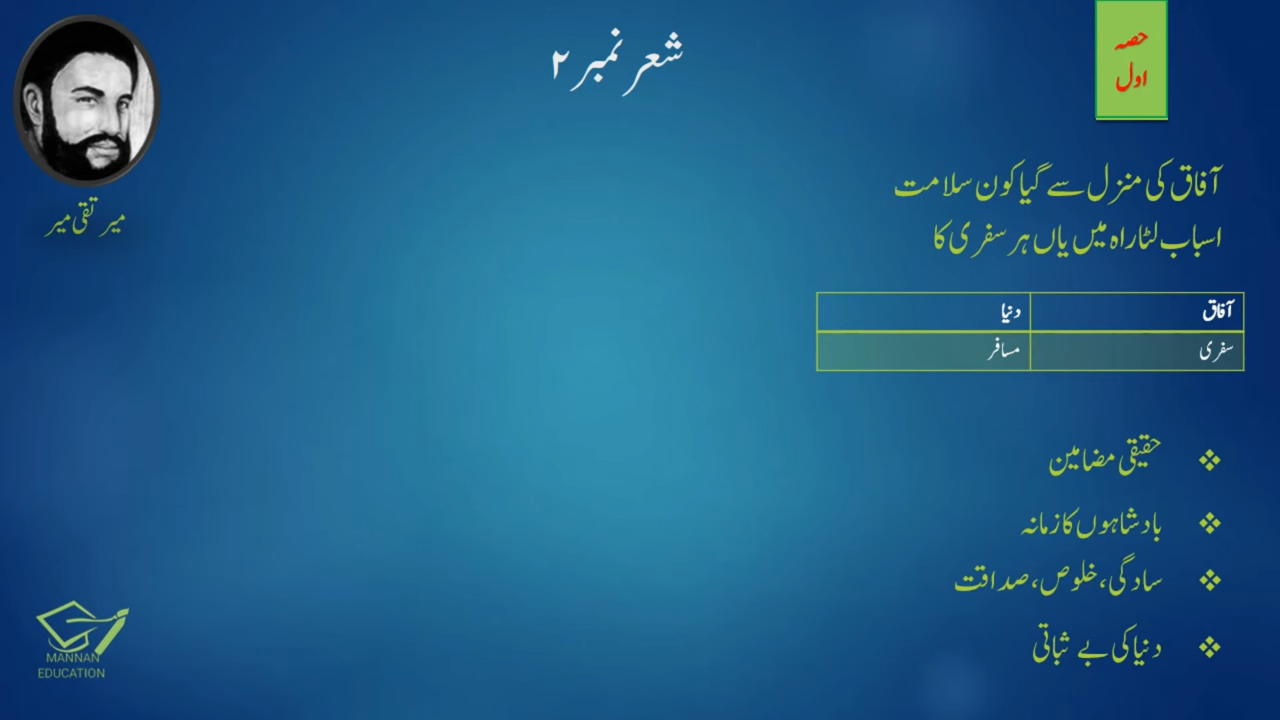 شعر نمبر ۲
حصہ
اول
میر تقی میر
آفاق کی منزل سے گیا کون سلامت
اسباب لٹا راہ میں یاں ہر سفری کا
آفاق دنیا
سفری مسافر
حقیقی مضامین
بادشاہوں کا زمانہ
سادگی، خلوص، صداقت
دنیا کی بے ثباتی
MANNAN
EDUCATION